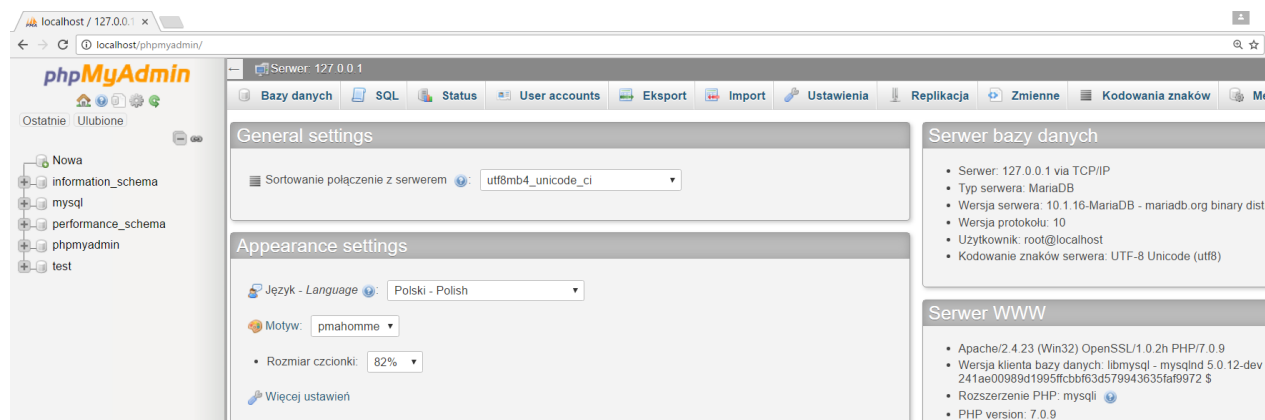 localhost / 127.0.0.1
localhost/phpmyadmin/
phpMyAdmin
Ostatnie Ulubione
Nowa
information_schema
mysql
performance_schema
phpmyadmin
test
Serwer: 127.0.0.1
Bazy danych SQL Status User accounts Eksport Import Ustawienia Replikacja Zmienne Kodowania znaków
General settings
Sortowanie połączenie z serwerem : utf8mb4_unicode_ci
Appearance settings
Język - Language : Polski - Polish
Motyw: pmahomme
Rozmiar czcionki: 82%
Więcej ustawień
Serwer bazy danych
• Serwer: 127.0.0.1 via TCP/IP
• Typ serwera: MariaDB
• Wersja serwera: 10.1.16-MariaDB - mariadb.org binary dist
• Wersja protokołu: 10
• Użytkownik: root@localhost
• Kodowanie znaków serwera: UTF-8 Unicode (utf8)
Serwer WWW
• Apache/2.4.23 (Win32) OpenSSL/1.0.2h PHP/7.0.9
• Wersja klienta bazy danych: libmysql - mysqlnd 5.0.12-dev
241ae00989d1995ffcbbf63d579943635faf9972 $
• Rozszerzenie PHP: mysqli
• PHP version: 7.0.9